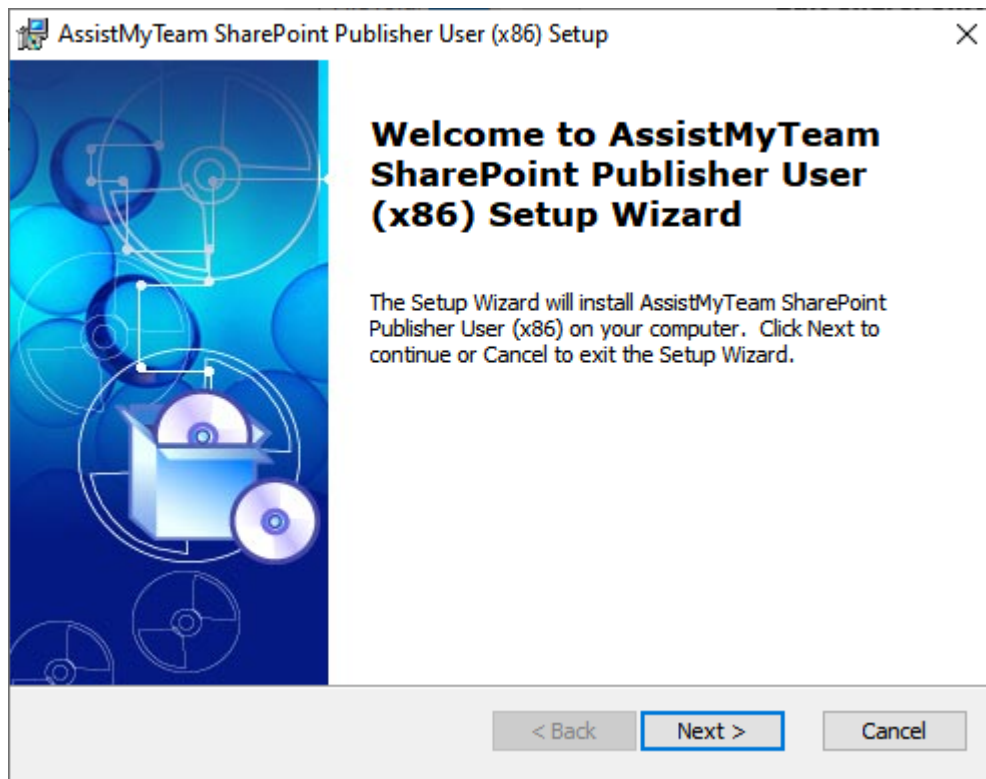 AssistMyTeam SharePoint Publisher User (x86) Setup
Welcome to AssistMyTeam
SharePoint Publisher User
(x86) Setup Wizard
The Setup Wizard will install AssistMyTeam SharePoint
Publisher User (x86) on your computer. Click Next to
continue or Cancel to exit the Setup Wizard.
< Back Next > Cancel